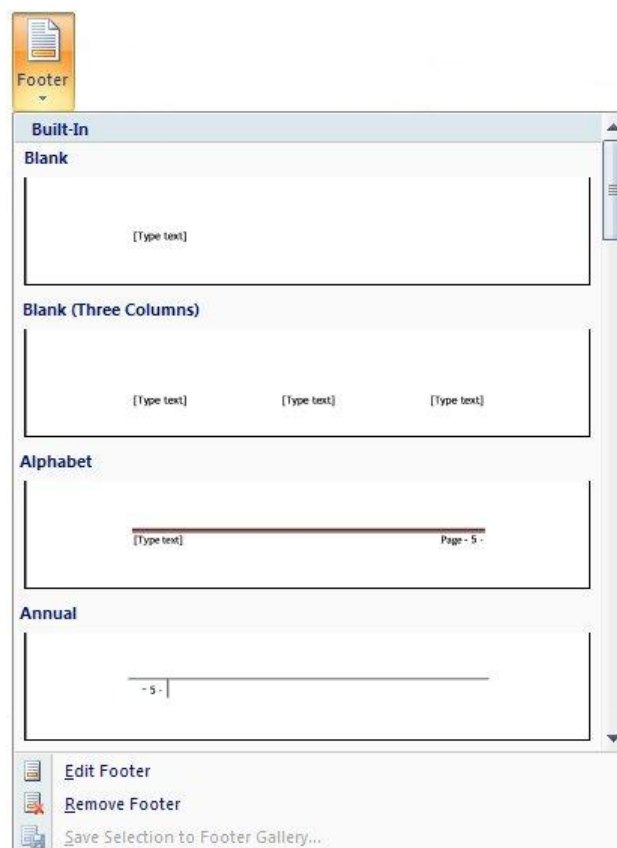 Footer
Built-In
Blank
[Type text]
Blank (Three Columns)
[Type text] [Type text] [Type text]
Alphabet
[Type text] Page - 5 -
Annual
- 5 -
Edit Footer
Remove Footer
Save Selection to Footer Gallery...